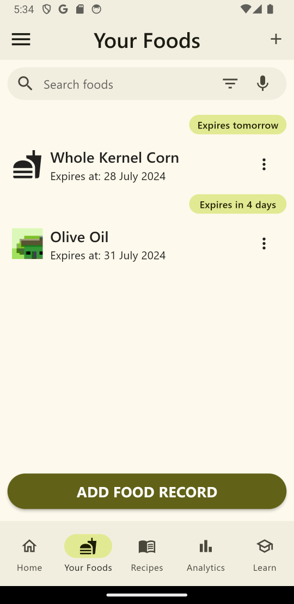 5:34
Your Foods
Search foods
Expires tomorrow
Whole Kernel Corn
Expires at: 28 July 2024
Expires in 4 days
Olive Oil
Expires at: 31 July 2024
ADD FOOD RECORD
Home Your Foods Recipes Analytics Learn